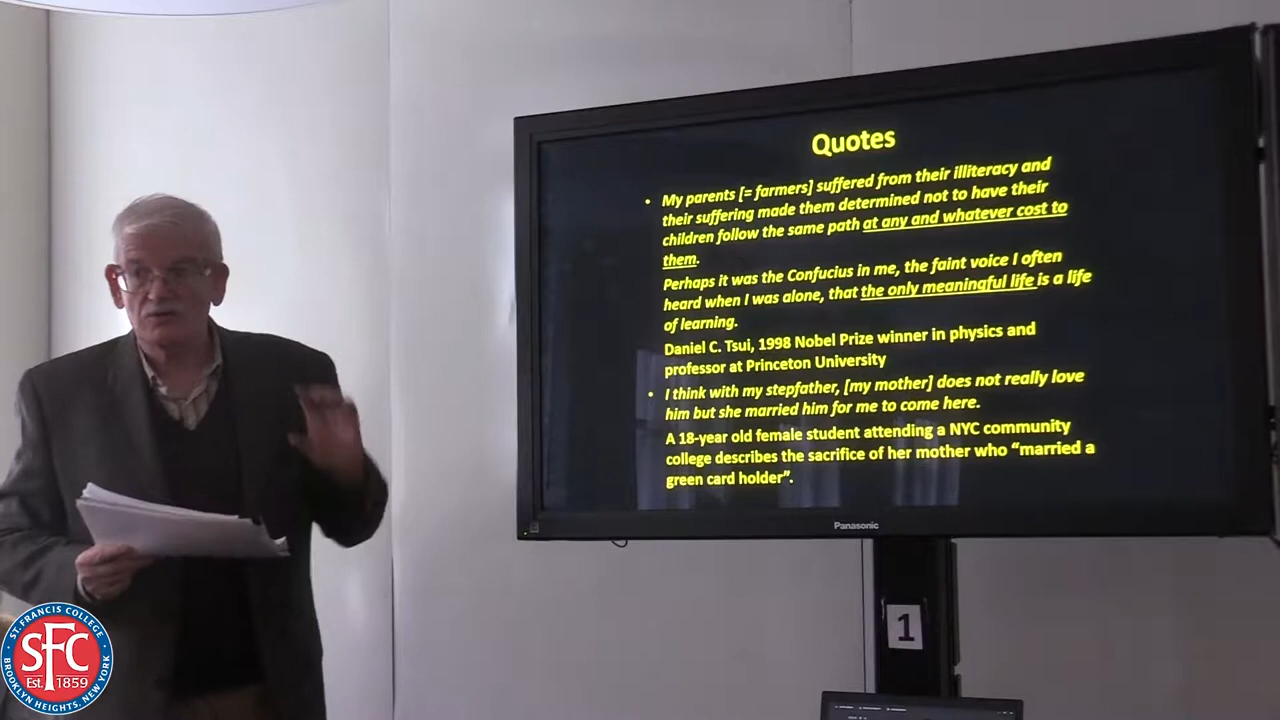 Quotes
• My parents [= farmers] suffered from their illiteracy and
their suffering made them determined not to have their
children follow the same path at any and whatever cost to
them.
Perhaps it was the Confucius in me, the faint voice I often
heard when I was alone, that the only meaningful life is a life
of learning.
Daniel C. Tsui, 1998 Nobel Prize winner in physics and
professor at Princeton University
• I think with my stepfather, [my mother] does not really love
him but she married him for me to come here.
A 18-year old female student attending a NYC community
college describes the sacrifice of her mother who “married a
green card holder”.
Panasonic
1
ST. FRANCIS COLLEGE
SFC
Est. 1859
BROOKLYN HEIGHTS, NEW YORK